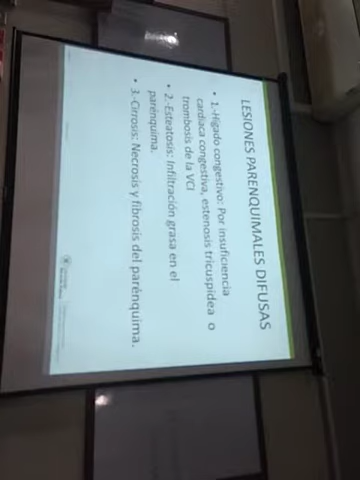 LESIONES PARENQUIMALES DIFUSAS
• 1.-Hígado congestivo: Por insuficiencia
cardiaca congestiva, estenosis tricuspidea o
trombosis de la VCI
• 2.-Esteatosis: Infiltración grasa en el
parénquima.
• 3.-Cirrosis: Necrosis y fibrosis del parénquima.